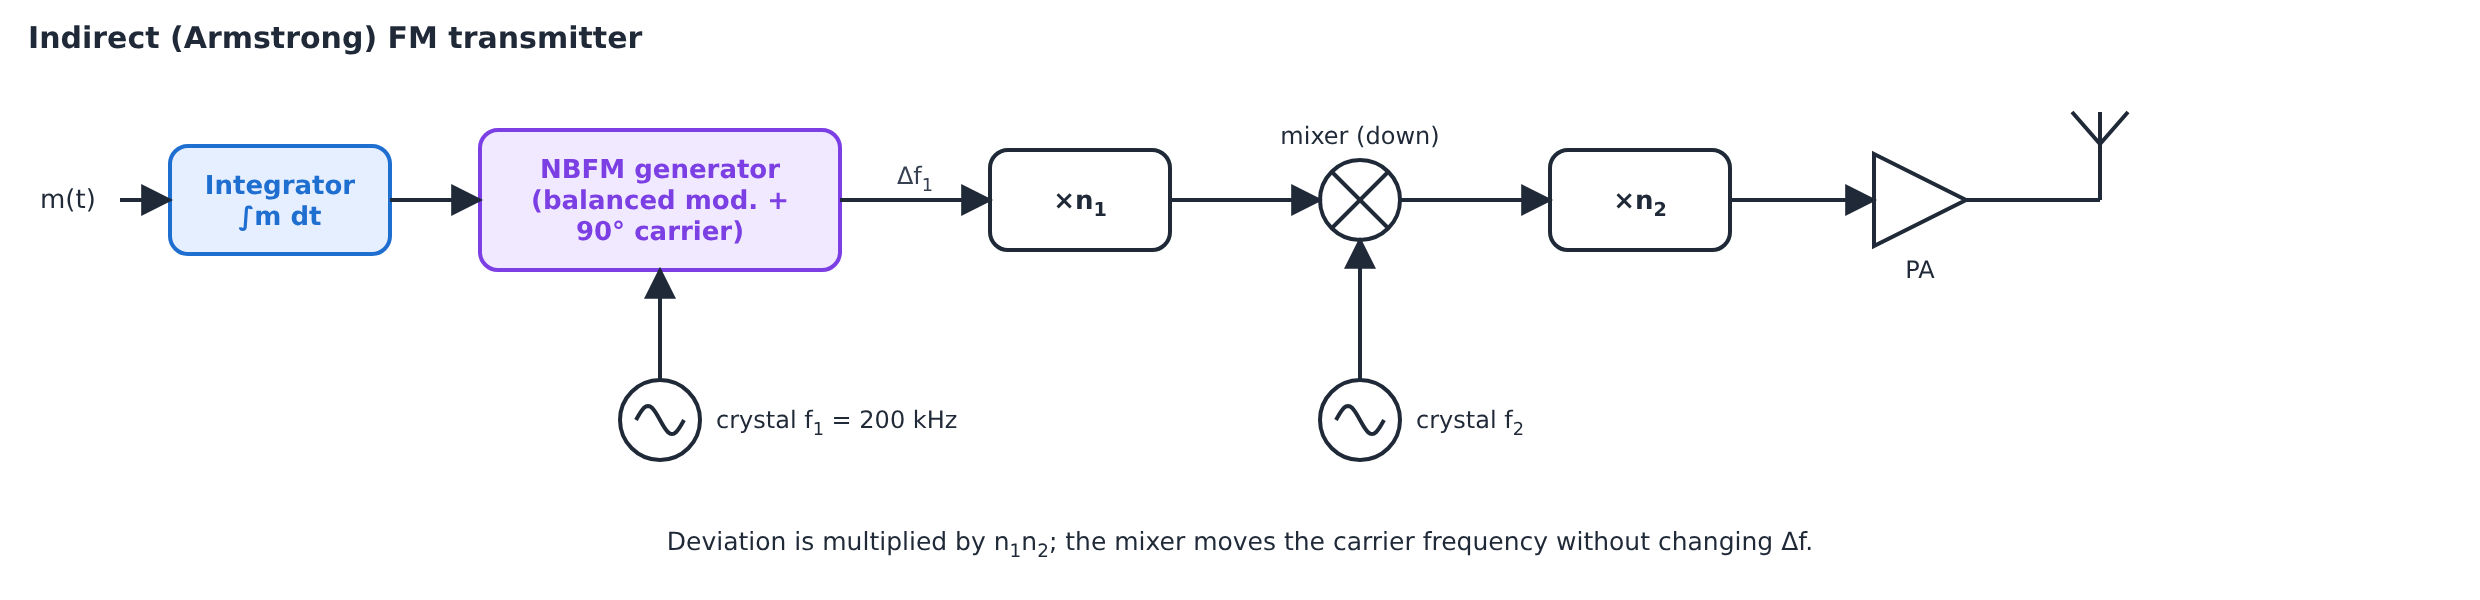 Indirect (Armstrong) FM transmitter
mixer (down)
m(t)
Integrator
∫m dt
NBFM generator
(balanced mod. +
90° carrier)
Δf₁
×n₁
×n₂
PA
crystal f₁ = 200 kHz
crystal f₂
Deviation is multiplied by n₁n₂; the mixer moves the carrier frequency without changing Δf.